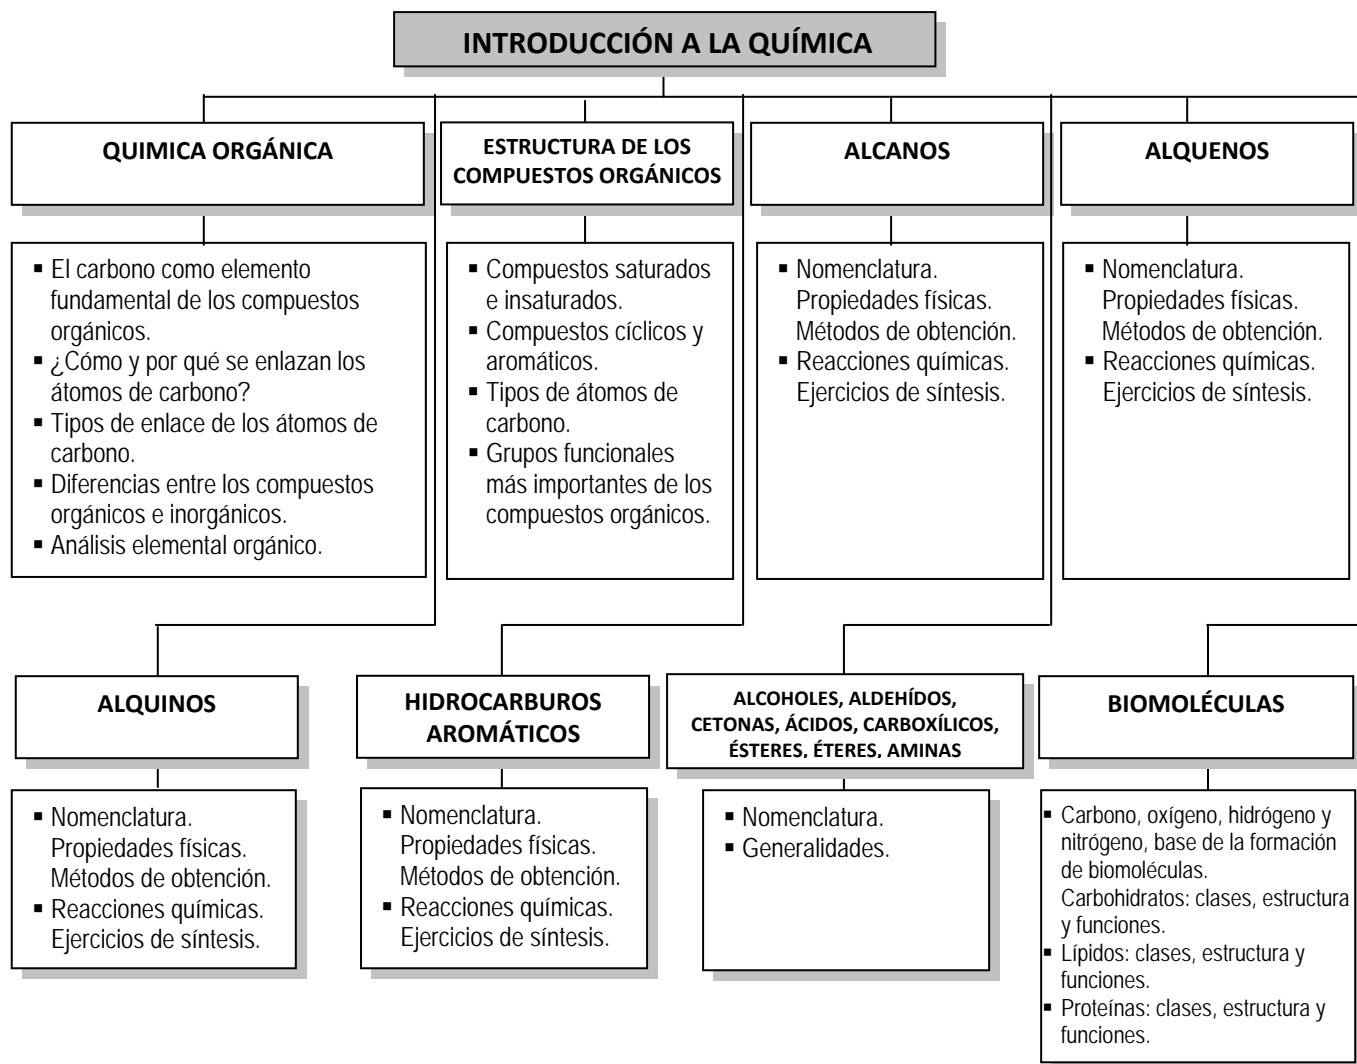 INTRODUCCIÓN A LA QUÍMICA
QUIMICA ORGÁNICA
▪ El carbono como elemento
fundamental de los compuestos
orgánicos.
▪ ¿Cómo y por qué se enlazan los
átomos de carbono?
▪ Tipos de enlace de los átomos de
carbono.
▪ Diferencias entre los compuestos
orgánicos e inorgánicos.
▪ Análisis elemental orgánico.
ESTRUCTURA DE LOS
COMPUESTOS ORGÁNICOS
▪ Compuestos saturados
e insaturados.
▪ Compuestos cíclicos y
aromáticos.
▪ Tipos de átomos de
carbono.
▪ Grupos funcionales
más importantes de los
compuestos orgánicos.
ALCANOS
▪ Nomenclatura.
Propiedades físicas.
Métodos de obtención.
▪ Reacciones químicas.
Ejercicios de síntesis.
ALQUENOS
▪ Nomenclatura.
Propiedades físicas.
Métodos de obtención.
▪ Reacciones químicas.
Ejercicios de síntesis.
ALQUINOS
▪ Nomenclatura.
Propiedades físicas.
Métodos de obtención.
▪ Reacciones químicas.
Ejercicios de síntesis.
HIDROCARBUROS
AROMÁTICOS
▪ Nomenclatura.
Propiedades físicas.
Métodos de obtención.
▪ Reacciones químicas.
Ejercicios de síntesis.
ALCOHOLES, ALDEHÍDOS,
CETONAS, ÁCIDOS, CARBOXÍLICOS,
ÉSTERES, ÉTERES, AMINAS
▪ Nomenclatura.
▪ Generalidades.
BIOMOLÉCULAS
▪ Carbono, oxígeno, hidrógeno y
nitrógeno, base de la formación
de biomoléculas.
Carbohidratos: clases, estructura
y funciones.
▪ Lípidos: clases, estructura y
funciones.
▪ Proteínas: clases, estructura y
funciones.